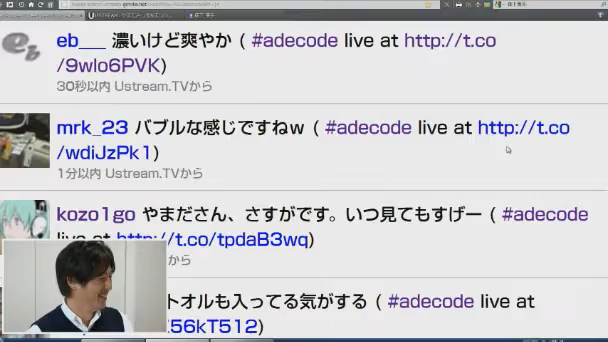 eb___ 濃いけど爽やか ( #adecode live at http://t.co
/9wlo6PVK)
30秒以内 Ustream.TVから
mrk_23 バブルな感じですねw ( #adecode live at http://t.co
/wdiJzPk1)
1分以内 Ustream.TVから
kozo1go やまださん、さすがです。いつ見てもすげー ( #adecode
live at http://t.co/tpdaB3wq)
から
トオルも入ってる気がする ( #adecode live at
56kT512)